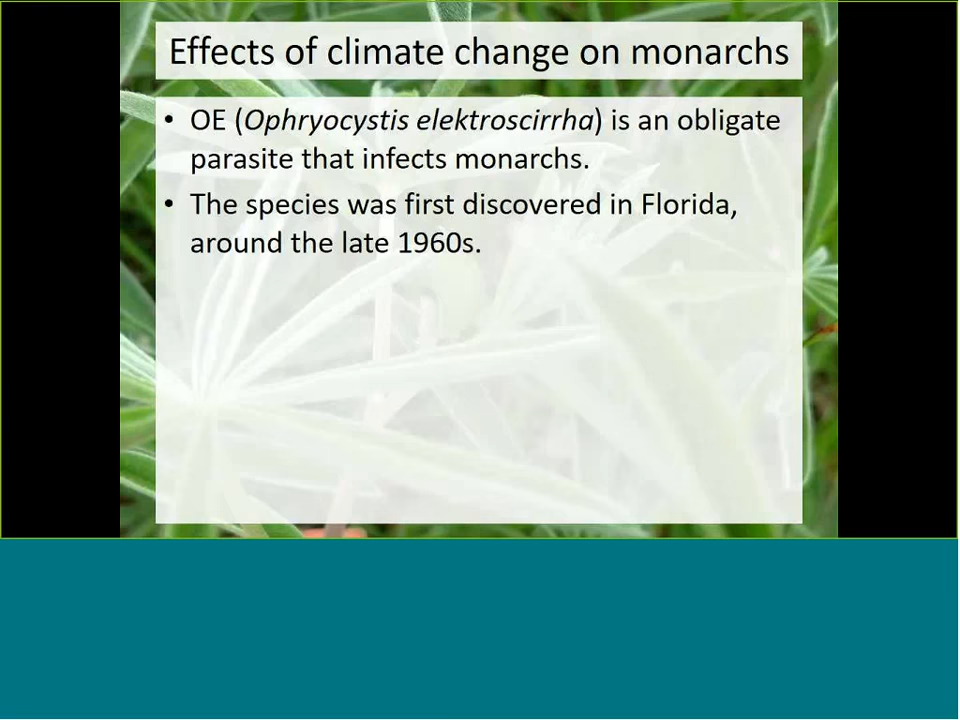 Effects of climate change on monarchs
• OE (Ophryocystis elektroscirrha) is an obligate
parasite that infects monarchs.
• The species was first discovered in Florida,
around the late 1960s.